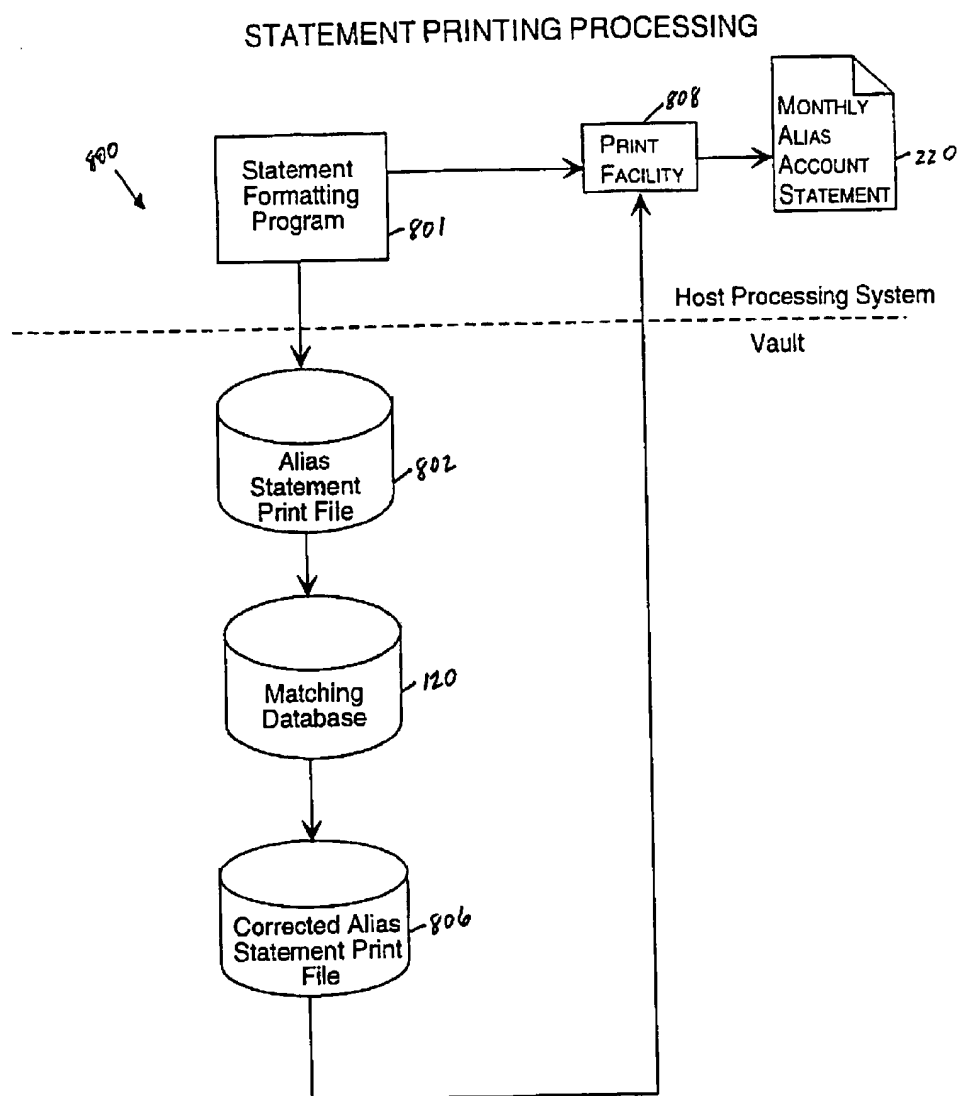 STATEMENT PRINTING PROCESSING
800
Statement
Formatting
Program
801
808
PRINT
FACILITY
MONTHLY
ALIAS
ACCOUNT
STATEMENT
220
Host Processing System
Vault
Alias
Statement
Print File
802
Matching
Database
120
Corrected Alias
Statement Print
File
806